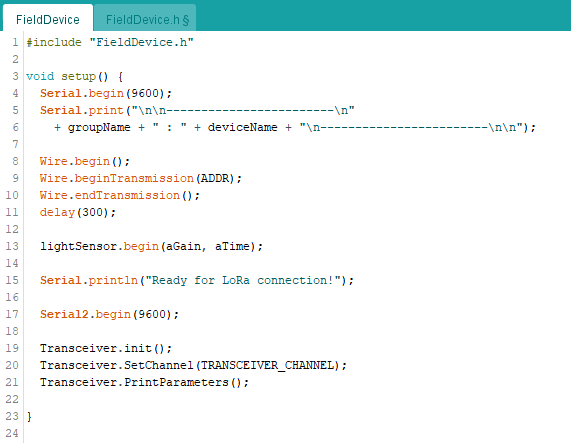 FieldDevice FieldDevice.h §
1 #include "FieldDevice.h"
2
3 void setup() {
4 Serial.begin(9600);
5 Serial.print("\n\n------------------------\n"
6 + groupName + " : " + deviceName + "\n------------------------\n\n");
7
8 Wire.begin();
9 Wire.beginTransmission(ADDR);
10 Wire.endTransmission();
11 delay(300);
12
13 lightSensor.begin(aGain, aTime);
14
15 Serial.println("Ready for LoRa connection!");
16
17 Serial2.begin(9600);
18
19 Transceiver.init();
20 Transceiver.SetChannel(TRANSCEIVER_CHANNEL);
21 Transceiver.PrintParameters();
22
23 }
24